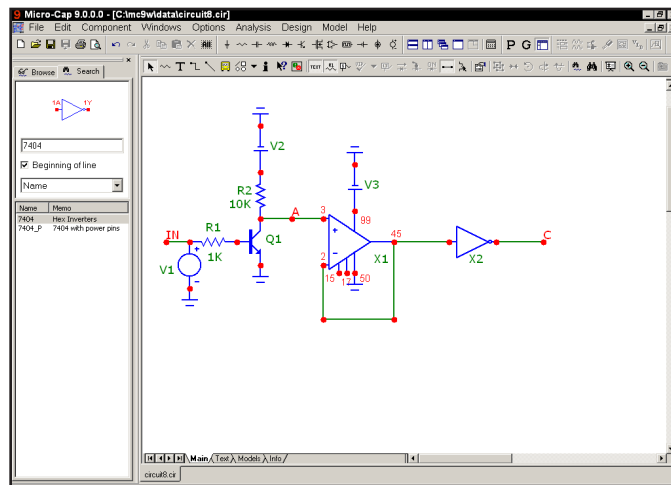 9 Micro-Cap 9.0.0.0 - [C:\mc9w\data\circuit8.cir]
File Edit Component Windows Options Analysis Design Model Help
P G
Browse Search
TEXT
1A 1Y
7404
Beginning of line
Name
Name Memo
7404 Hex Inverters
7404_P 7404 with power pins
V2
R2
10K
V3
A
3
99
IN
R1
Q1
45
C
1K
V1
2
X1
X2
15 17 50
Main Text Models Info
circuit8.cir